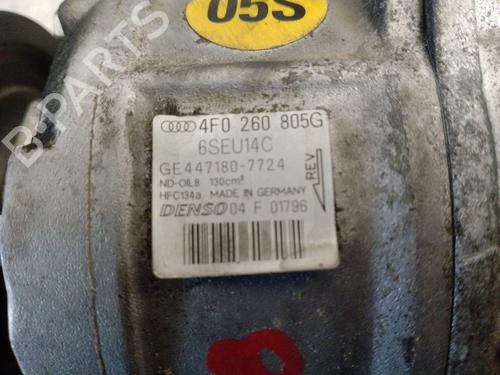 05S
4F0 260 805G
6SEU14C
GE447180-7724
ND-OIL8 130cm³
HFC134a MADE IN GERMANY
REV
DENSO 04 F 01796
B-PARTS